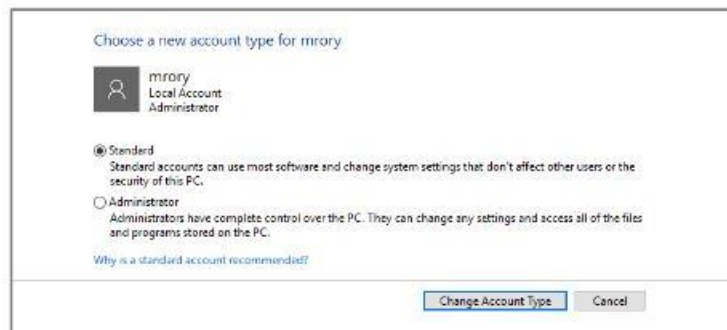 Choose a new account type for mrory
mrory
Local Account
Administrator
Standard
Standard accounts can use most software and change system settings that don't affect other users or the
security of this PC.
Administrator
Administrators have complete control over the PC. They can change any settings and access all of the files
and programs stored on the PC.
Why is a standard account recommended?
Change Account Type Cancel